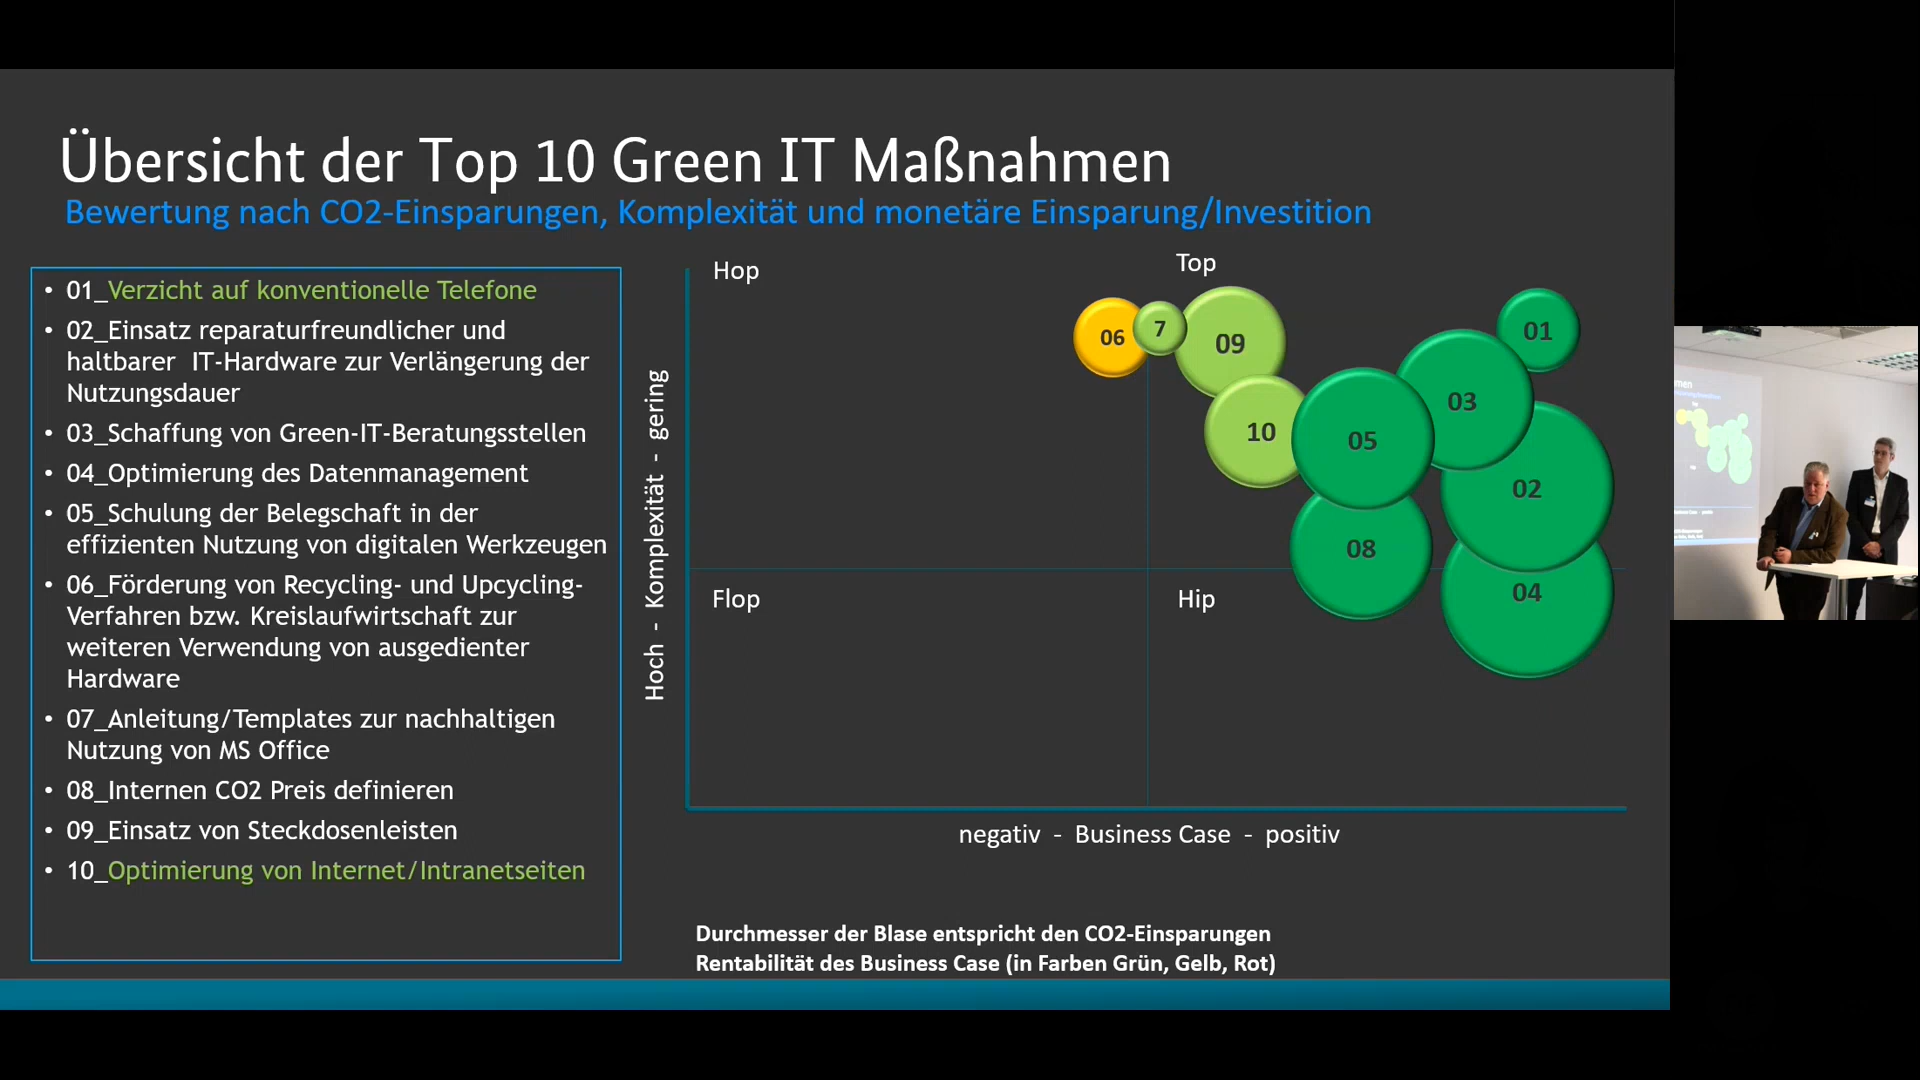 Übersicht der Top 10 Green IT Maßnahmen
Bewertung nach CO2-Einsparungen, Komplexität und monetäre Einsparung/Investition
• 01_Verzicht auf konventionelle Telefone
• 02_Einsatz reparaturfreundlicher und
haltbarer IT-Hardware zur Verlängerung der
Nutzungsdauer
• 03_Schaffung von Green-IT-Beratungsstellen
• 04_Optimierung des Datenmanagement
• 05_Schulung der Belegschaft in der
effizienten Nutzung von digitalen Werkzeugen
• 06_Förderung von Recycling- und Upcycling-
Verfahren bzw. Kreislaufwirtschaft zur
weiteren Verwendung von ausgedienter
Hardware
• 07_Anleitung/Templates zur nachhaltigen
Nutzung von MS Office
• 08_Internen CO2 Preis definieren
• 09_Einsatz von Steckdosenleisten
• 10_Optimierung von Internet/Intranetseiten
Hoch - Komplexität - gering
Hop
Top
06
7
09
01
10
05
03
02
08
04
Flop
Hip
negativ - Business Case - positiv
Durchmesser der Blase entspricht den CO2-Einsparungen
Rentabilität des Business Case (in Farben Grün, Gelb, Rot)